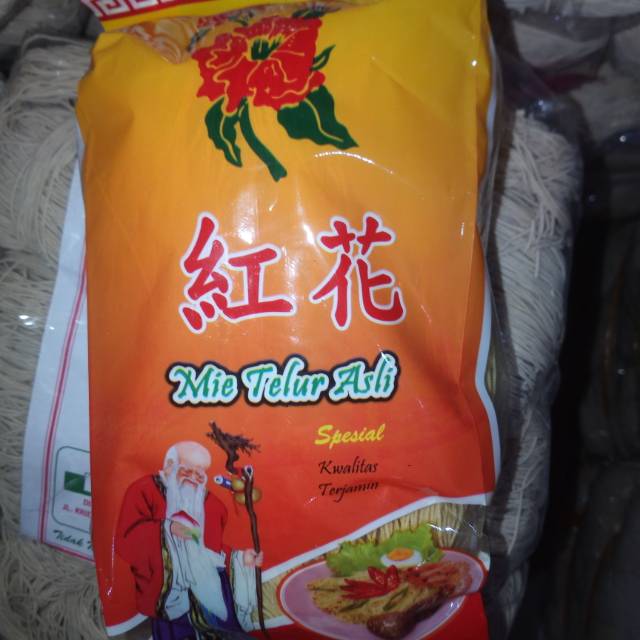 紅花
Mie Telur Asli
Spesial
Kwalitas
Terjamin